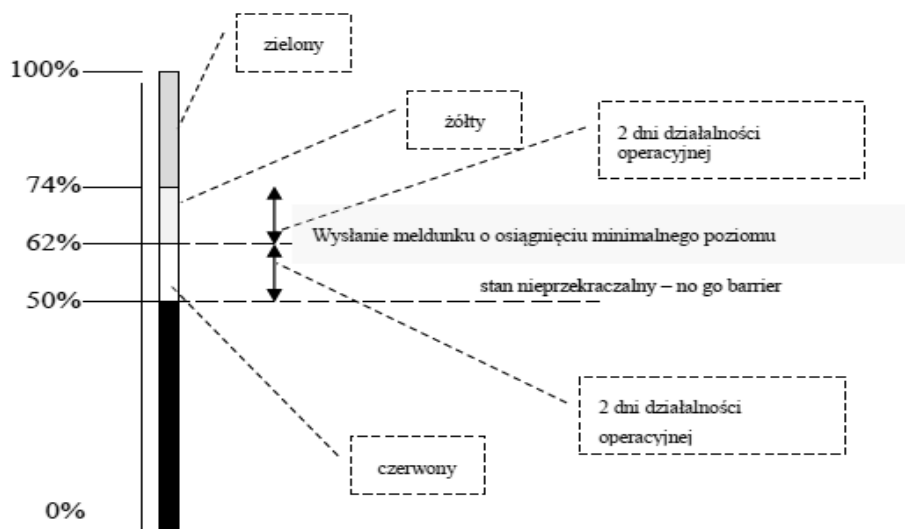 zielony
100%
żółty
2 dni działalności
operacyjnej
74%
62%
Wysłanie meldunku o osiągnięciu minimalnego poziomu
stan nieprzekraczalny – no go barrier
50%
2 dni działalności
operacyjnej
czerwony
0%